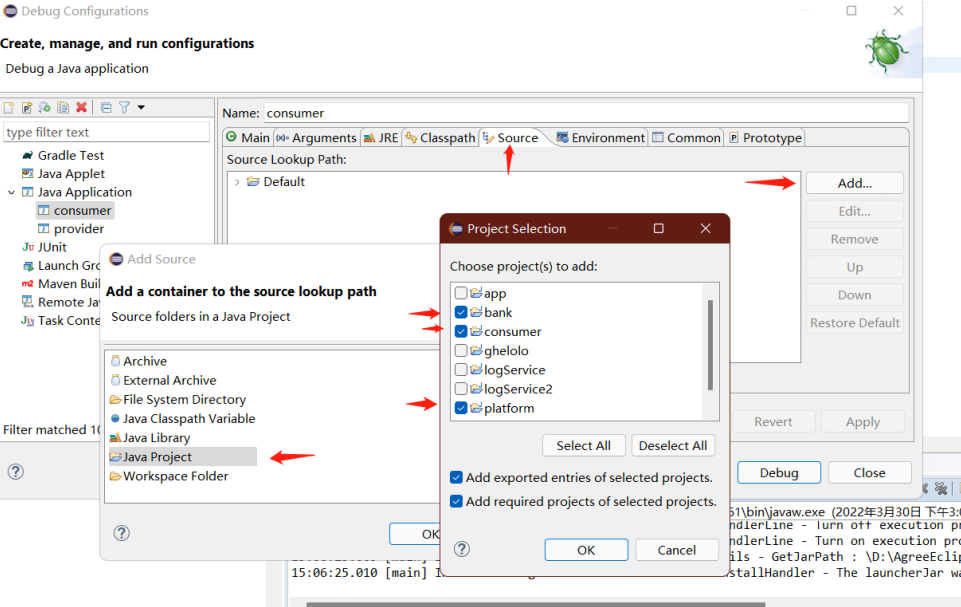 Debug Configurations
Create, manage, and run configurations
Debug a Java application
type filter text
Gradle Test
Java Applet
Java Application
consumer
provider
JUnit
Launch Gro
Maven Buil
Remote Ja
Task Conte
Filter matched 10
Name: consumer
Main Arguments JRE Classpath Source Environment Common Prototype
Source Lookup Path:
Default
Add...
Edit...
Remove
Up
Down
Restore Default
Revert Apply
Debug Close
Add Source
Add a container to the source lookup path
Source folders in a Java Project
Archive
External Archive
File System Directory
Java Classpath Variable
Java Library
Java Project
Workspace Folder
OK
Project Selection
Choose project(s) to add:
app
bank
consumer
ghelolo
logService
logService2
platform
Select All Deselect All
Add exported entries of selected projects.
Add required projects of selected projects.
OK Cancel
51\bin\javaw.exe (2022年3月30日 下午3:0
ndlerLine - Turn off execution pr
ndlerLine - Turn on execution pro
ils - GetJarPath : \D:\AgreeEclip
15:06:25.010 [main] stallHandler - The launcherJar wa